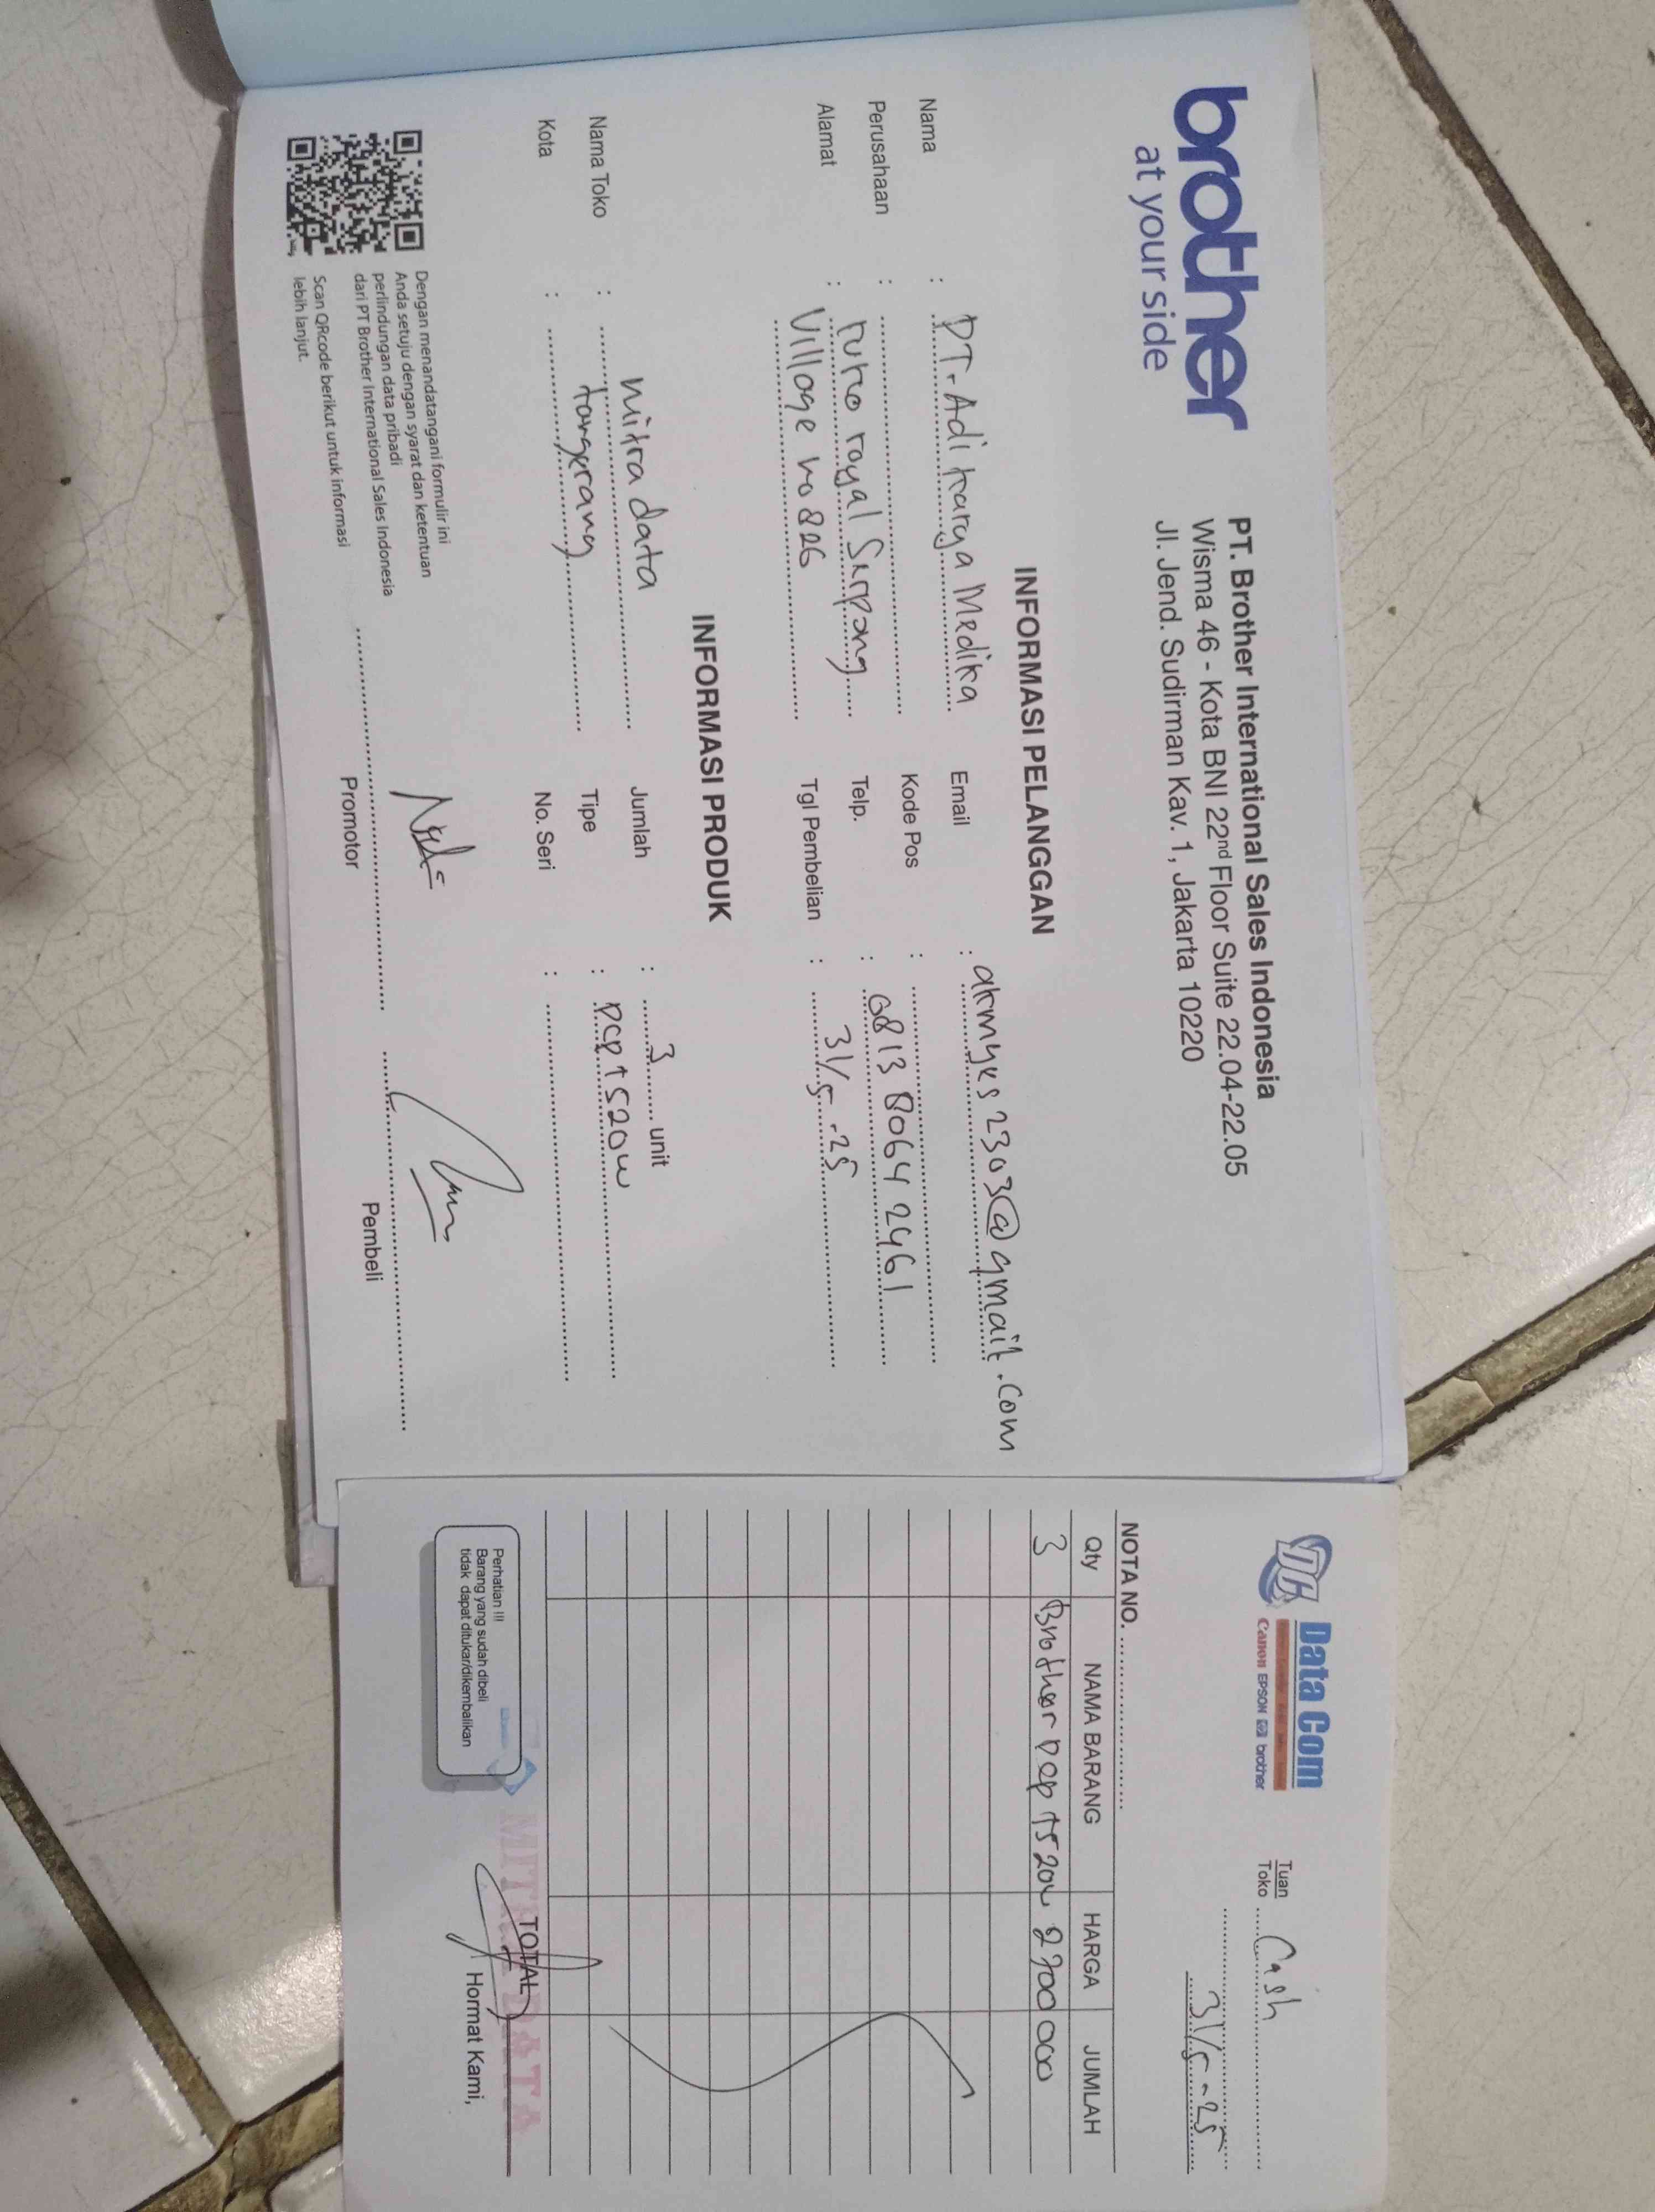 brother
at your side
PT. Brother International Sales Indonesia
Wisma 46 - Kota BNI 22nd Floor Suite 22.04-22.05
Jl. Jend. Sudirman Kav. 1, Jakarta 10220
INFORMASI PELANGGAN
Nama : PT. Adi Harga Medika
Perusahaan :
Alamat : ruko royal Serpong
Village no 826
Email : akmyes2303@gmail.com
Kode Pos :
Telp. : 0813 8064 2461
Tgl Pembelian : 31/5-25
INFORMASI PRODUK
Nama Toko : mitra data
Kota : tangerang
Jumlah : 3 unit
Tipe : DCP T520W
No. Seri :
Dengan menandatangani formulir ini
Anda setuju dengan syarat dan ketentuan
perlindungan data pribadi
dari PT Brother International Sales Indonesia
Scan QRcode berikut untuk informasi
lebih lanjut.
Promotor
Pembeli
DC Data Com
Canon EPSON hp brother
Tuan
Toko Cash
31/5-25
NOTA NO.
Qty NAMA BARANG HARGA JUMLAH
3 Brother DCP T520W 2700 000
TOTAL
MITRA DATA
Perhatian !!!
Barang yang sudah dibeli
tidak dapat ditukar/dikembalikan
Hormat Kami,